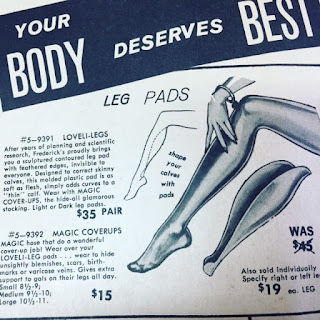 YOUR
BODY DESERVES BEST
LEG PADS
#5-9391 LOVELI-LEGS
After years of planning and scientific
research, Frederick's proudly brings
you a sculptured contoured leg pad
with feathered edges, invisible to
everyone. Designed to correct skinny
calves, this molded plastic pad is as
soft as flesh, simply adds curves to a
"thin" calf. Wear with MAGIC
COVER-UPS, the hide-all glamorous
stocking. Light or Dark leg pads.
$35 PAIR
shape
your
calves
with
pads
#5-9392 MAGIC COVERUPS
MAGIC hose that do a wonderful
cover-up job! Wear over your
LOVELI-LEG pads ... wear to hide
unsightly blemishes, scars, birth-
marks or varicose veins. Gives extra
support to gals on their legs all day.
Small 8½-9;
Medium 9½-10;
Large 10½-11.
$15
WAS
$45
Also sold individually
Specify right or left leg
$19 ea. LEG